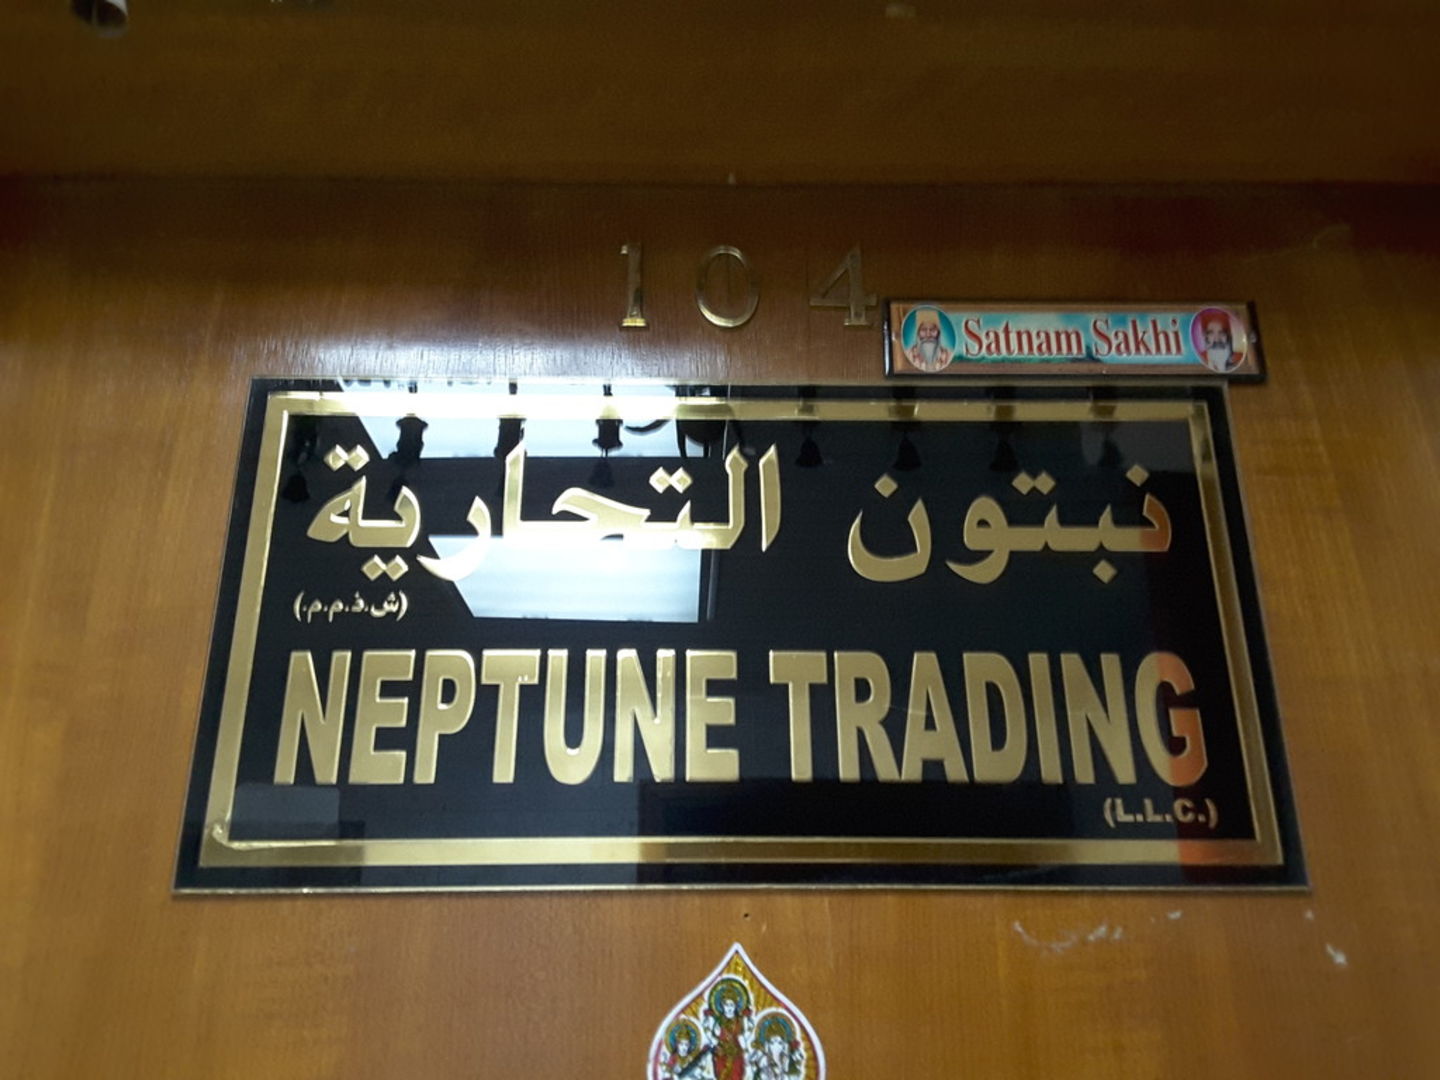 104
Satnam Sakhi
نبتون التجارية
(ش.ذ.م.م.)
NEPTUNE TRADING
(L.L.C.)